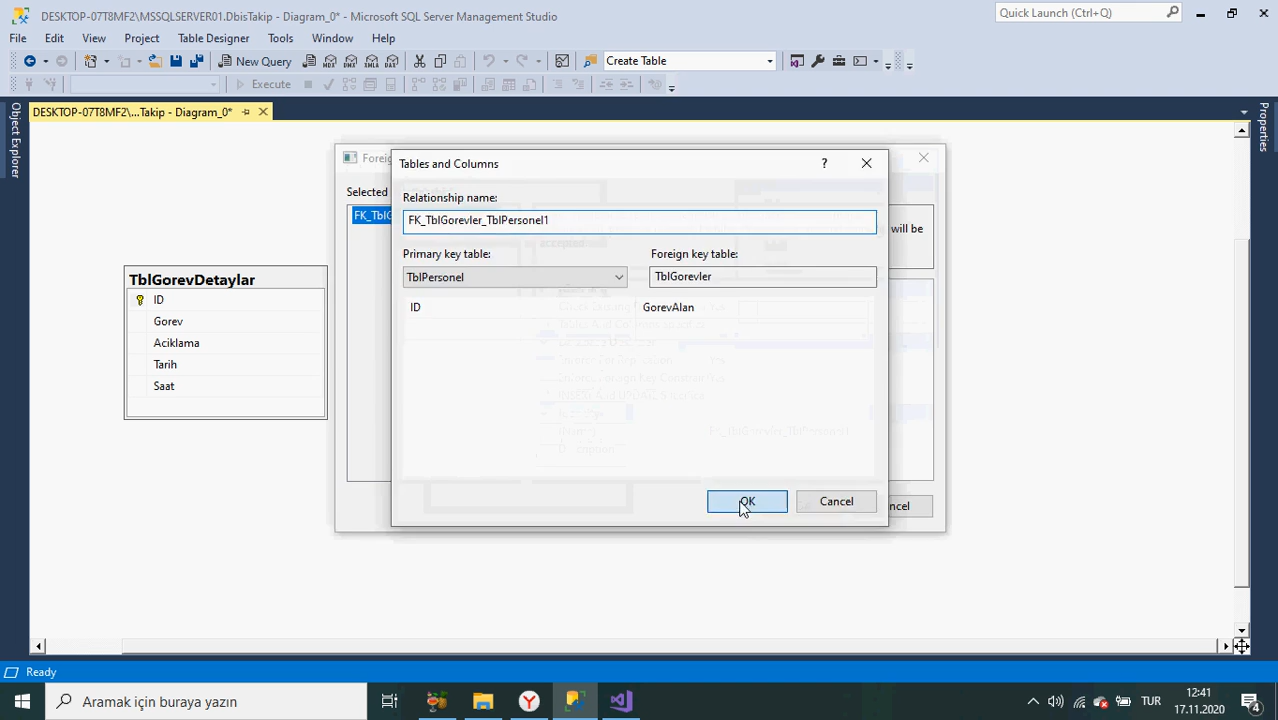 DESKTOP-07T8MF2\MSSQLSERVER01.DbisTakip - Diagram_0* - Microsoft SQL Server Management Studio
Quick Launch (Ctrl+Q)
File Edit View Project Table Designer Tools Window Help
New Query
Create Table
Execute
DESKTOP-07T8MF2\...Takip - Diagram_0*
Object Explorer
Properties
Tables and Columns
Selected
Relationship name:
FK_TblGorevler_TblPersonel1
will be
Primary key table:
Foreign key table:
TblPersonel
TblGorevler
ID
GorevAlan
TblGorevDetaylar
ID
Gorev
Aciklama
Tarih
Saat
OK
Cancel
Ready
Aramak için buraya yazın
TUR
12:41
17.11.2020
4